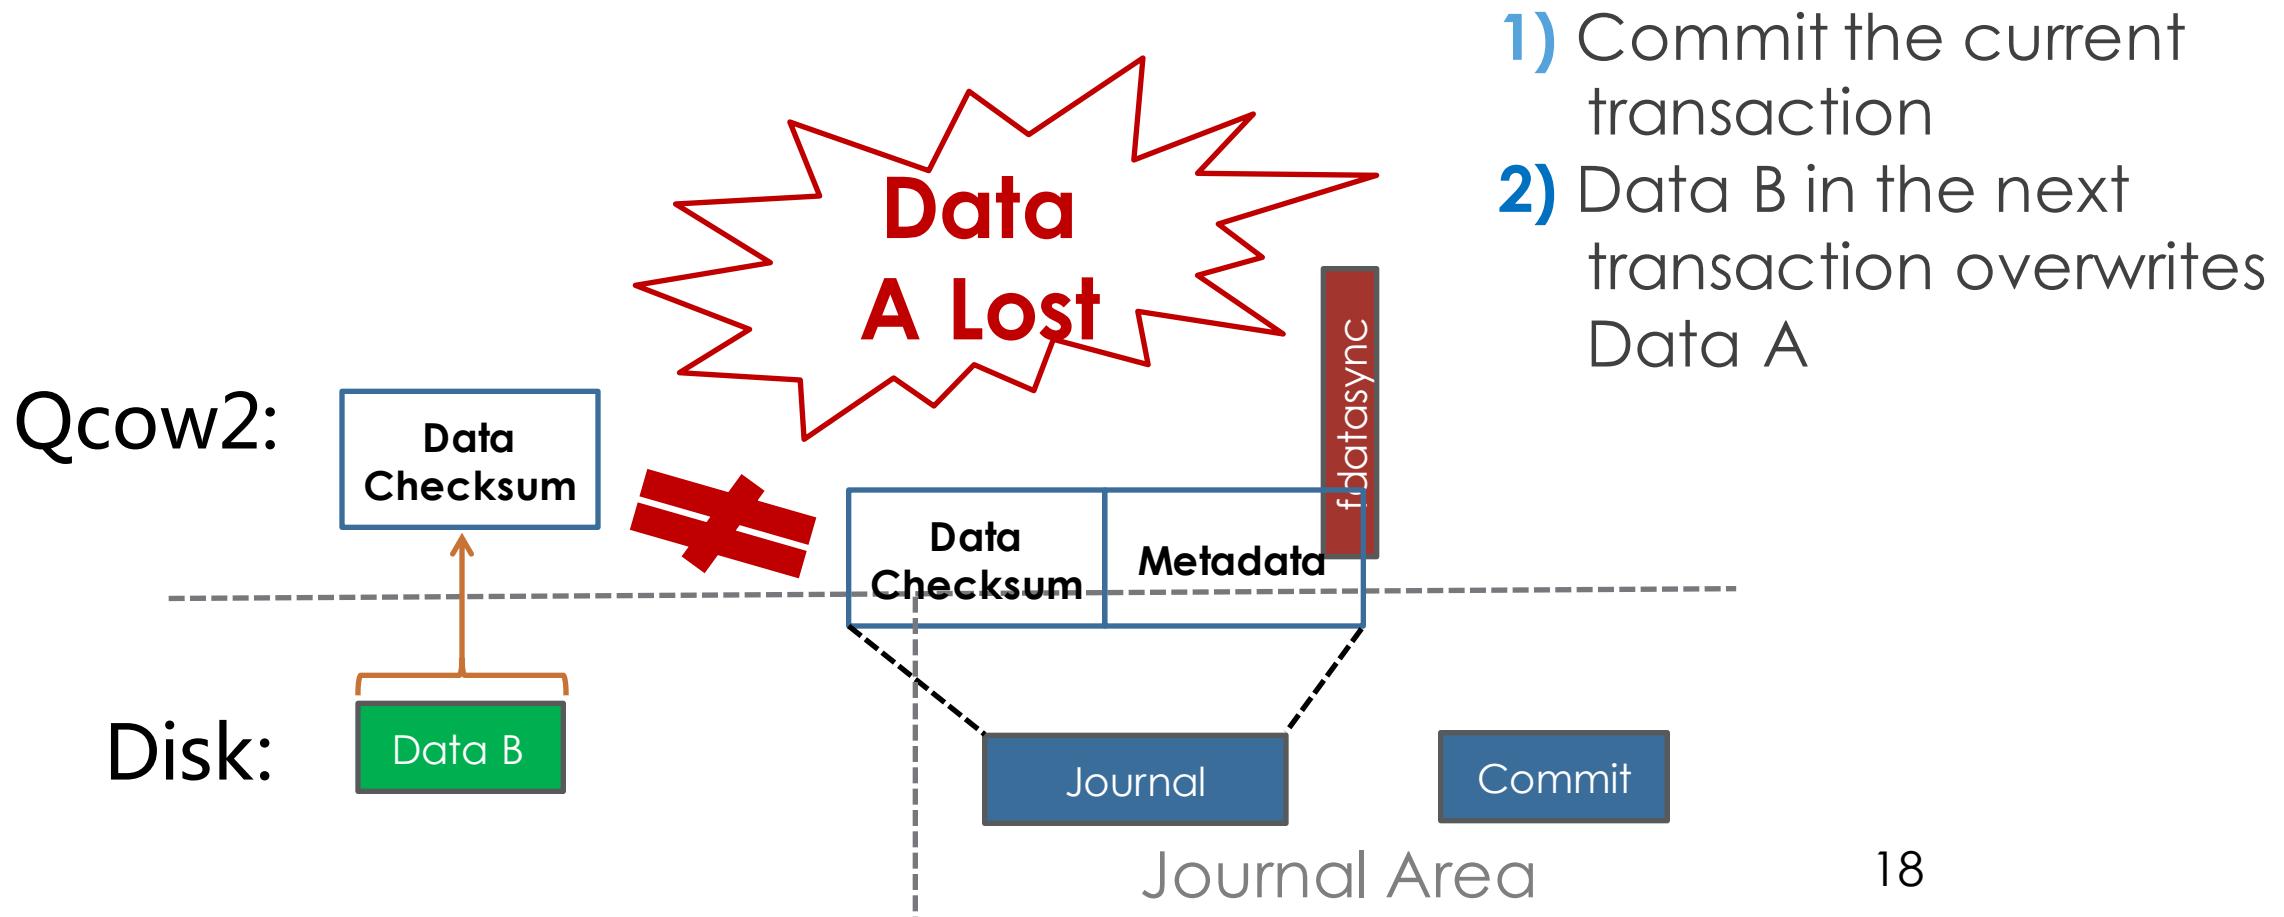 1) Commit the current
transaction
2) Data B in the next
transaction overwrites
Data A
Data
A Lost
fdatasync
Qcow2:
Data
Checksum
Data
Checksum
Metadata
Disk:
Data B
Journal
Commit
Journal Area
18